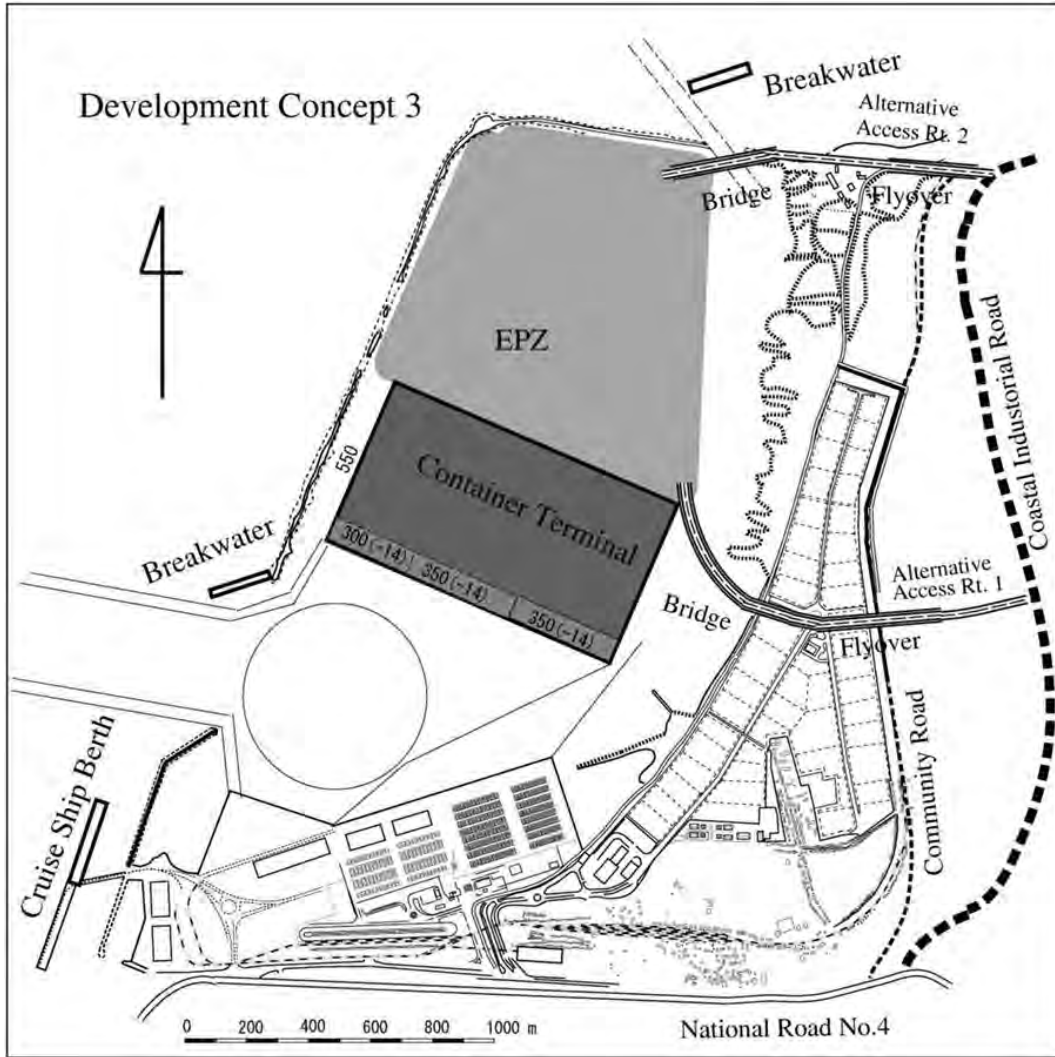 Development Concept 3
Breakwater
Alternative
Access Rt. 2
Bridge
Flyover
EPZ
Coastal Industorial Road
550
Container Terminal
Breakwater
300 (-14)
350 (-14)
350 (-14)
Bridge
Alternative
Access Rt. 1
Flyover
Community Road
Cruise Ship Berth
0 200 400 600 800 1000 m
National Road No.4